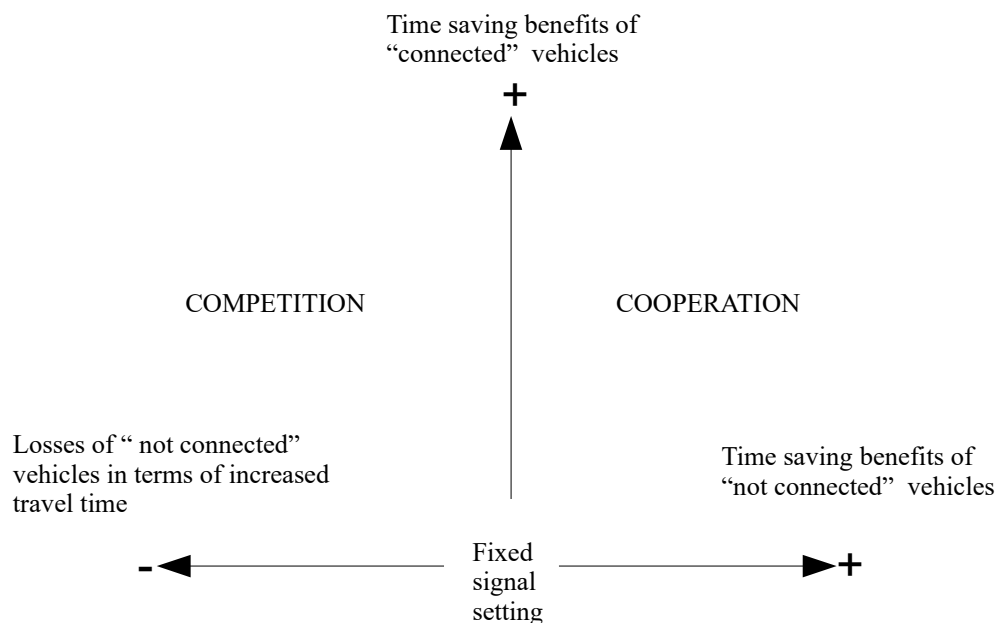 Time saving benefits of
“connected” vehicles
+
COMPETITION
COOPERATION
Losses of “ not connected”
vehicles in terms of increased
travel time
Time saving benefits of
“not connected” vehicles
-
Fixed
signal
setting
+